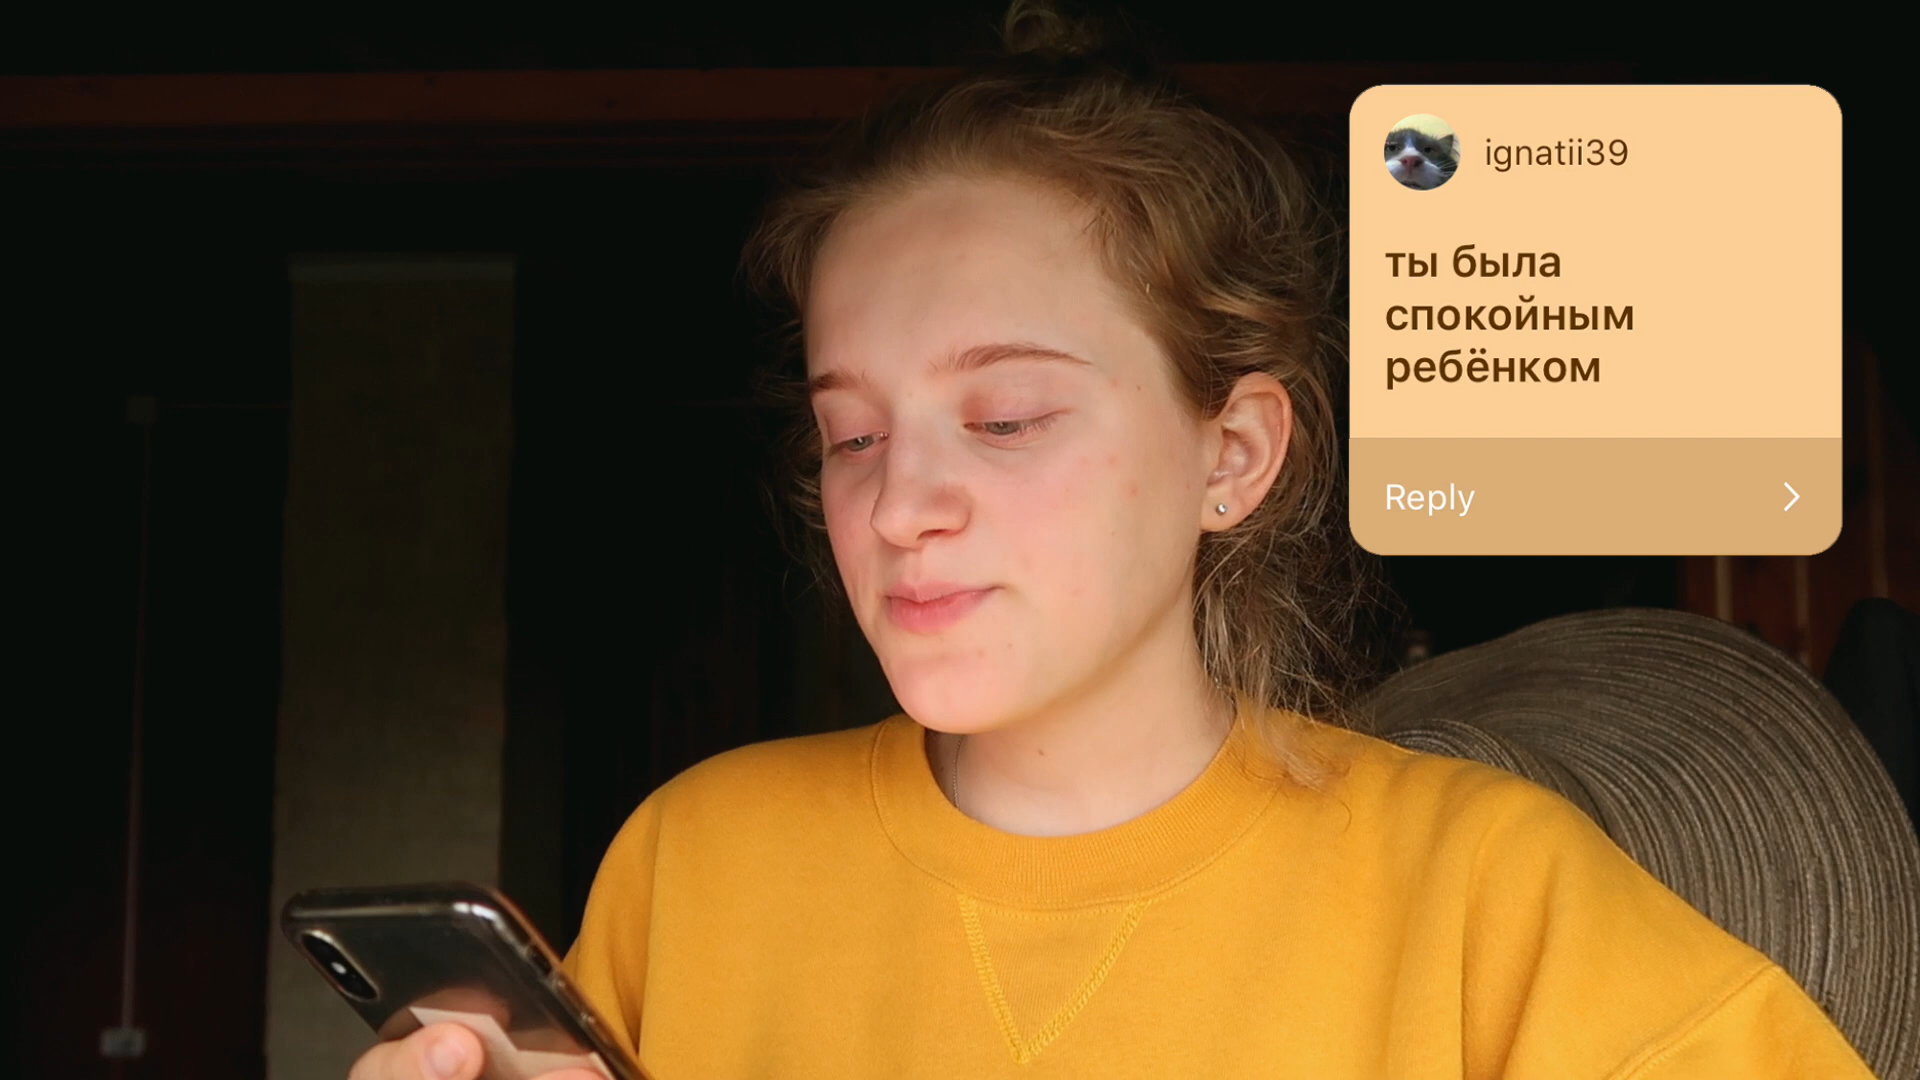 ignatii39
ты была
спокойным
ребёнком
Reply